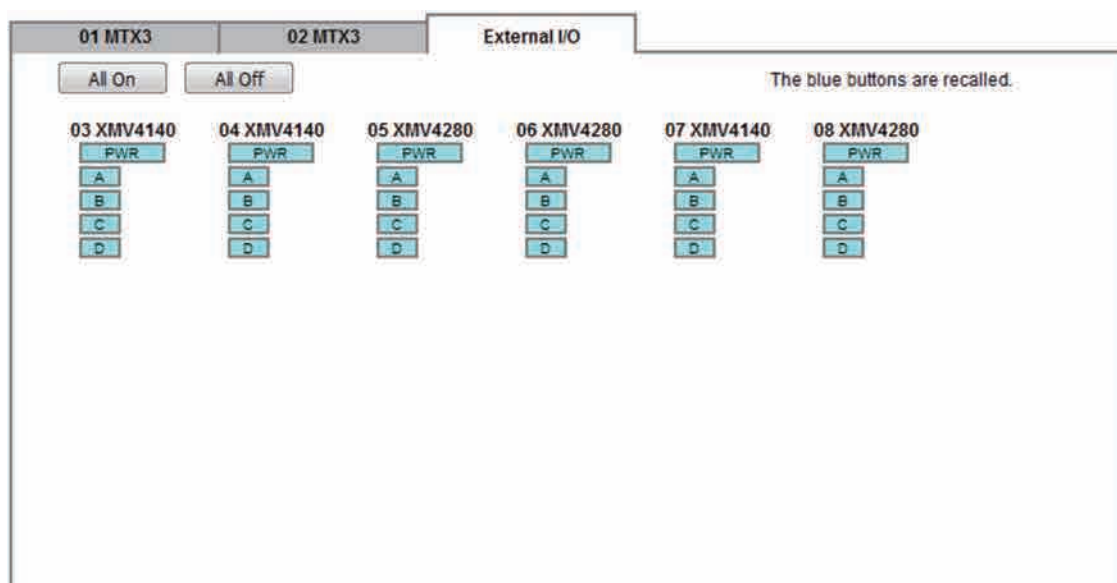 01 MTX3 02 MTX3 External I/O
All On All Off The blue buttons are recalled.
03 XMV4140 04 XMV4140 05 XMV4280 06 XMV4280 07 XMV4140 08 XMV4280
PWR PWR PWR PWR PWR PWR
A A A A A A
B B B B B B
C C C C C C
D D D D D D